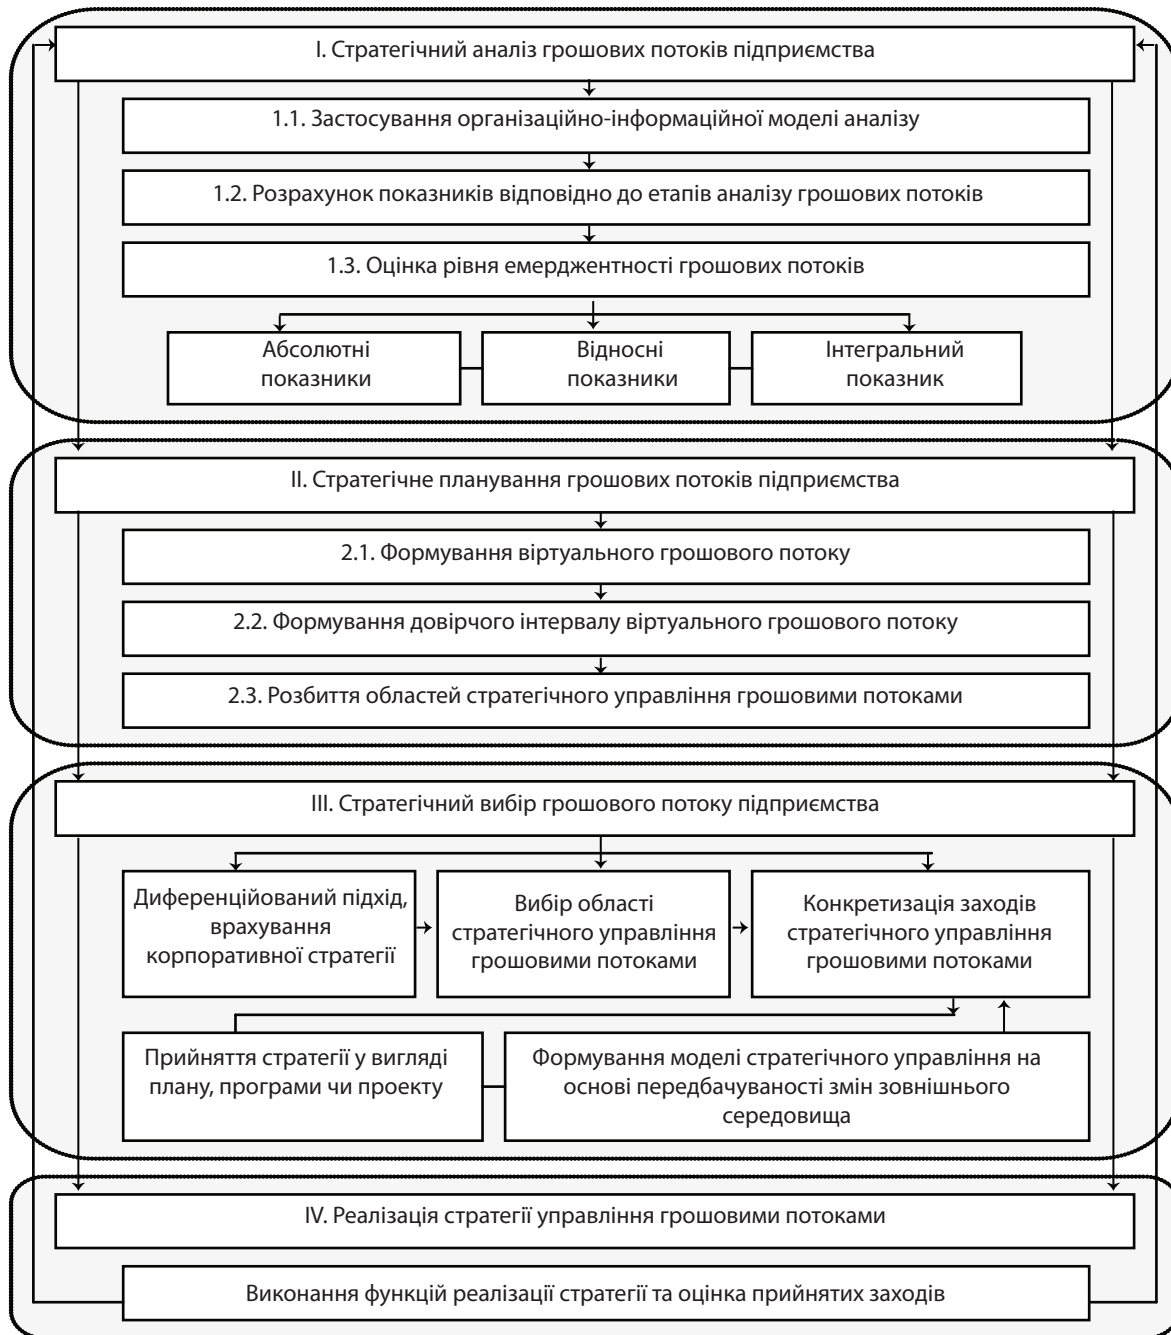 І. Стратегічний аналіз грошових потоків підприємства
1.1. Застосування організаційно-інформаційної моделі аналізу
1.2. Розрахунок показників відповідно до етапів аналізу грошових потоків
1.3. Оцінка рівня емерджентності грошових потоків
Абсолютні
показники
Відносні
показники
Інтегральний
показник
ІІ. Стратегічне планування грошових потоків підприємства
2.1. Формування віртуального грошового потоку
2.2. Формування довірчого інтервалу віртуального грошового потоку
2.3. Розбиття областей стратегічного управління грошовими потоками
ІІІ. Стратегічний вибір грошового потоку підприємства
Диференційований підхід,
врахування
корпоративної стратегії
Вибір області
стратегічного управління
грошовими потоками
Конкретизація заходів
стратегічного управління
грошовими потоками
Прийняття стратегії у вигляді
плану, програми чи проекту
Формування моделі стратегічного управління на
основі передбачуваності змін зовнішнього
середовища
IV. Реалізація стратегії управління грошовими потоками
Виконання функцій реалізації стратегії та оцінка прийнятих заходів